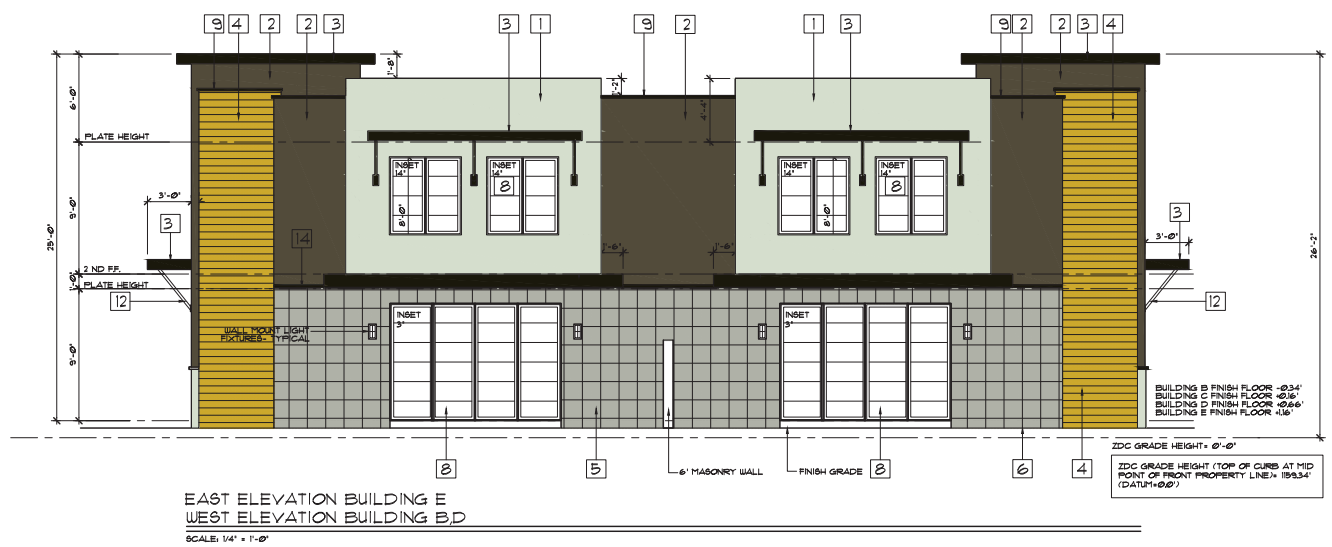 9 4 2 2 3 3 1 9 2 1 3 9 2 2 3 4
1'-8"
1'-2"
6'-0"
4'-4"
PLATE HEIGHT
INSET
14"
INSET
14"
8
INSET
14"
INSET
14"
8
3'-0"
9'-0"
8'-0"
8'-0"
3'-0"
3
3
25'-0"
26'-2"
14
1'-6"
1'-6"
2 ND F.F.
1'-0"
PLATE HEIGHT
12
12
INSET
3"
INSET
3"
WALL MOUNT LIGHT
FIXTURES- TYPICAL
9'-0"
BUILDING B FINISH FLOOR -0.34'
BUILDING C FINISH FLOOR +0.16'
BUILDING D FINISH FLOOR +0.66'
BUILDING E FINISH FLOOR +1.16'
ZDC GRADE HEIGHT= 0'-0"
8 5 6' MASONRY WALL FINISH GRADE 8 6 4
ZDC GRADE HEIGHT (TOP OF CURB AT MID
POINT OF FRONT PROPERTY LINE)= 1159.34'
(DATUM=0.0')
EAST ELEVATION BUILDING E
WEST ELEVATION BUILDING B,D
SCALE: 1/4" = 1'-0"